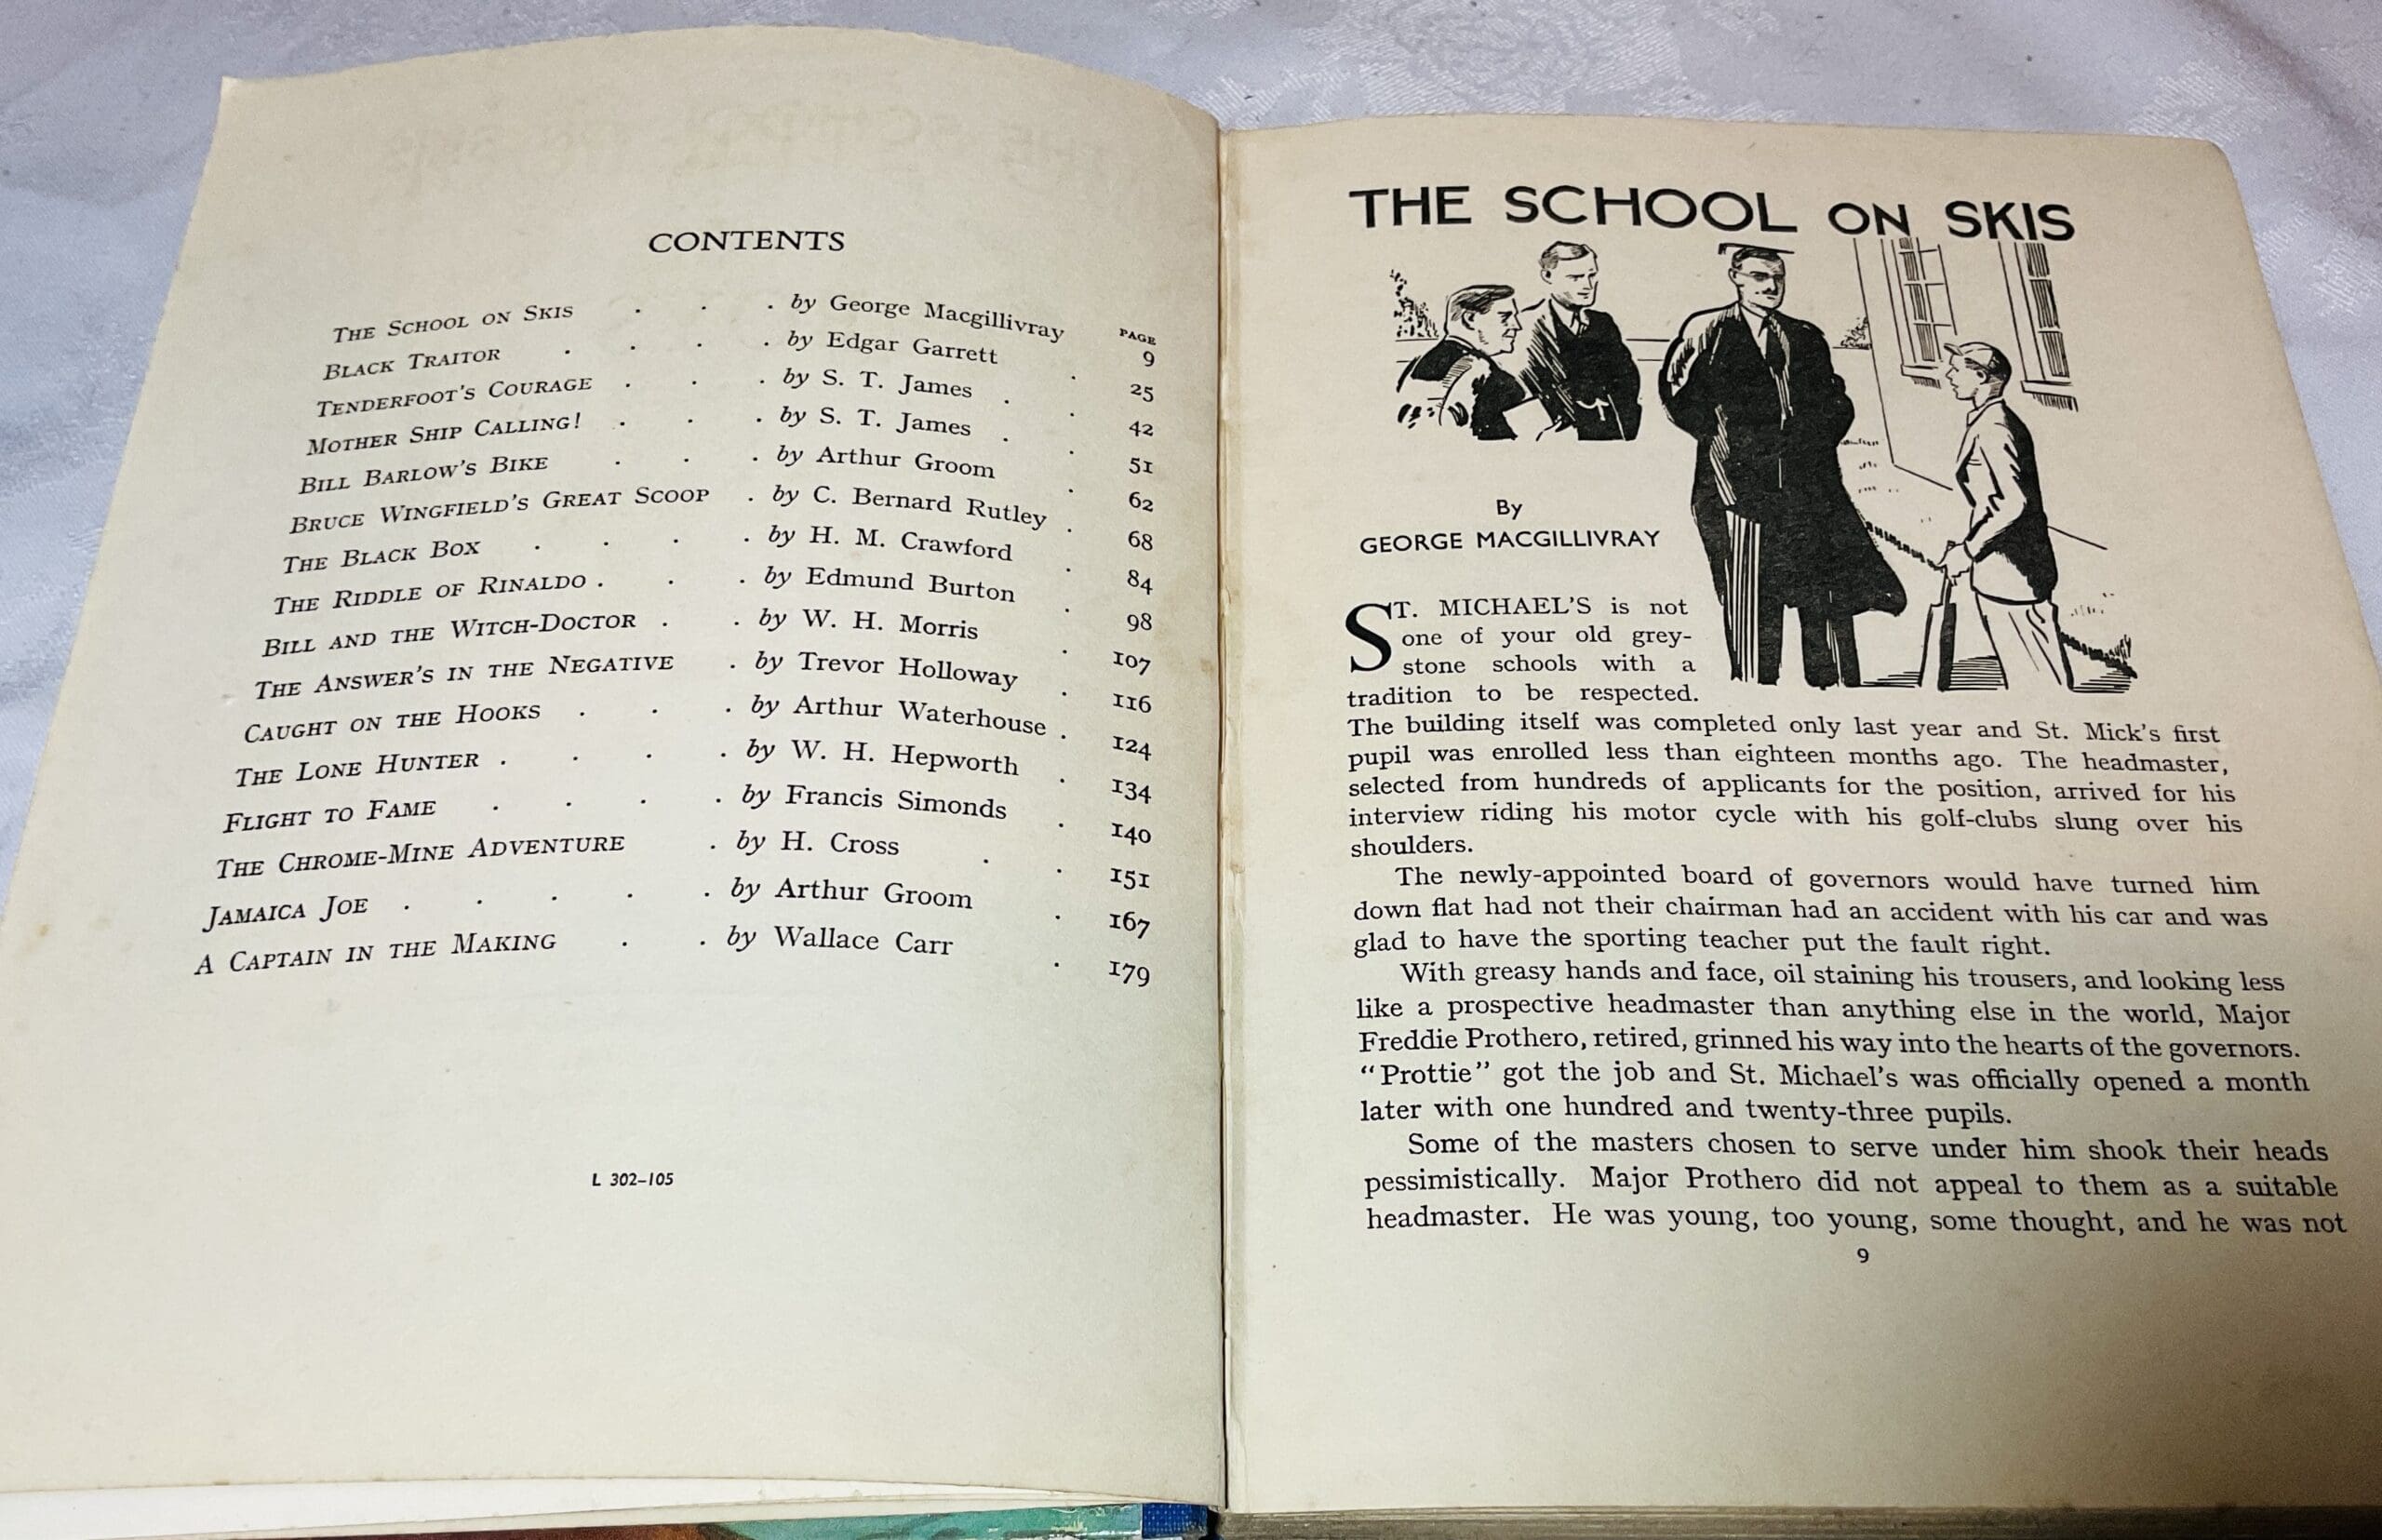 CONTENTS
PAGE
The School on Skis . . . by George Macgillivray 9
Black Traitor . . . . by Edgar Garrett . 25
Tenderfoot's Courage . . . by S. T. James . . 42
Mother Ship Calling! . . . by S. T. James . . 51
Bill Barlow's Bike . . . by Arthur Groom . 62
Bruce Wingfield's Great Scoop . by C. Bernard Rutley . 68
The Black Box . . . . by H. M. Crawford . 84
The Riddle of Rinaldo . . . by Edmund Burton . 98
Bill and the Witch-Doctor . . by W. H. Morris . 107
The Answer's in the Negative . by Trevor Holloway . 116
Caught on the Hooks . . . by Arthur Waterhouse . 124
The Lone Hunter . . . . by W. H. Hepworth . 134
Flight to Fame . . . . by Francis Simonds . 140
The Chrome-Mine Adventure . by H. Cross . . 151
Jamaica Joe . . . . . by Arthur Groom . 167
A Captain in the Making . . by Wallace Carr . 179
L 302–105
THE SCHOOL ON SKIS
By
GEORGE MACGILLIVRAY
ST. MICHAEL'S is not
one of your old grey-
stone schools with a
tradition to be respected.
The building itself was completed only last year and St. Mick's first
pupil was enrolled less than eighteen months ago. The headmaster,
selected from hundreds of applicants for the position, arrived for his
interview riding his motor cycle with his golf-clubs slung over his
shoulders.
The newly-appointed board of governors would have turned him
down flat had not their chairman had an accident with his car and was
glad to have the sporting teacher put the fault right.
With greasy hands and face, oil staining his trousers, and looking less
like a prospective headmaster than anything else in the world, Major
Freddie Prothero, retired, grinned his way into the hearts of the governors.
"Prottie" got the job and St. Michael's was officially opened a month
later with one hundred and twenty-three pupils.
Some of the masters chosen to serve under him shook their heads
pessimistically. Major Prothero did not appeal to them as a suitable
headmaster. He was young, too young, some thought, and he was not
9